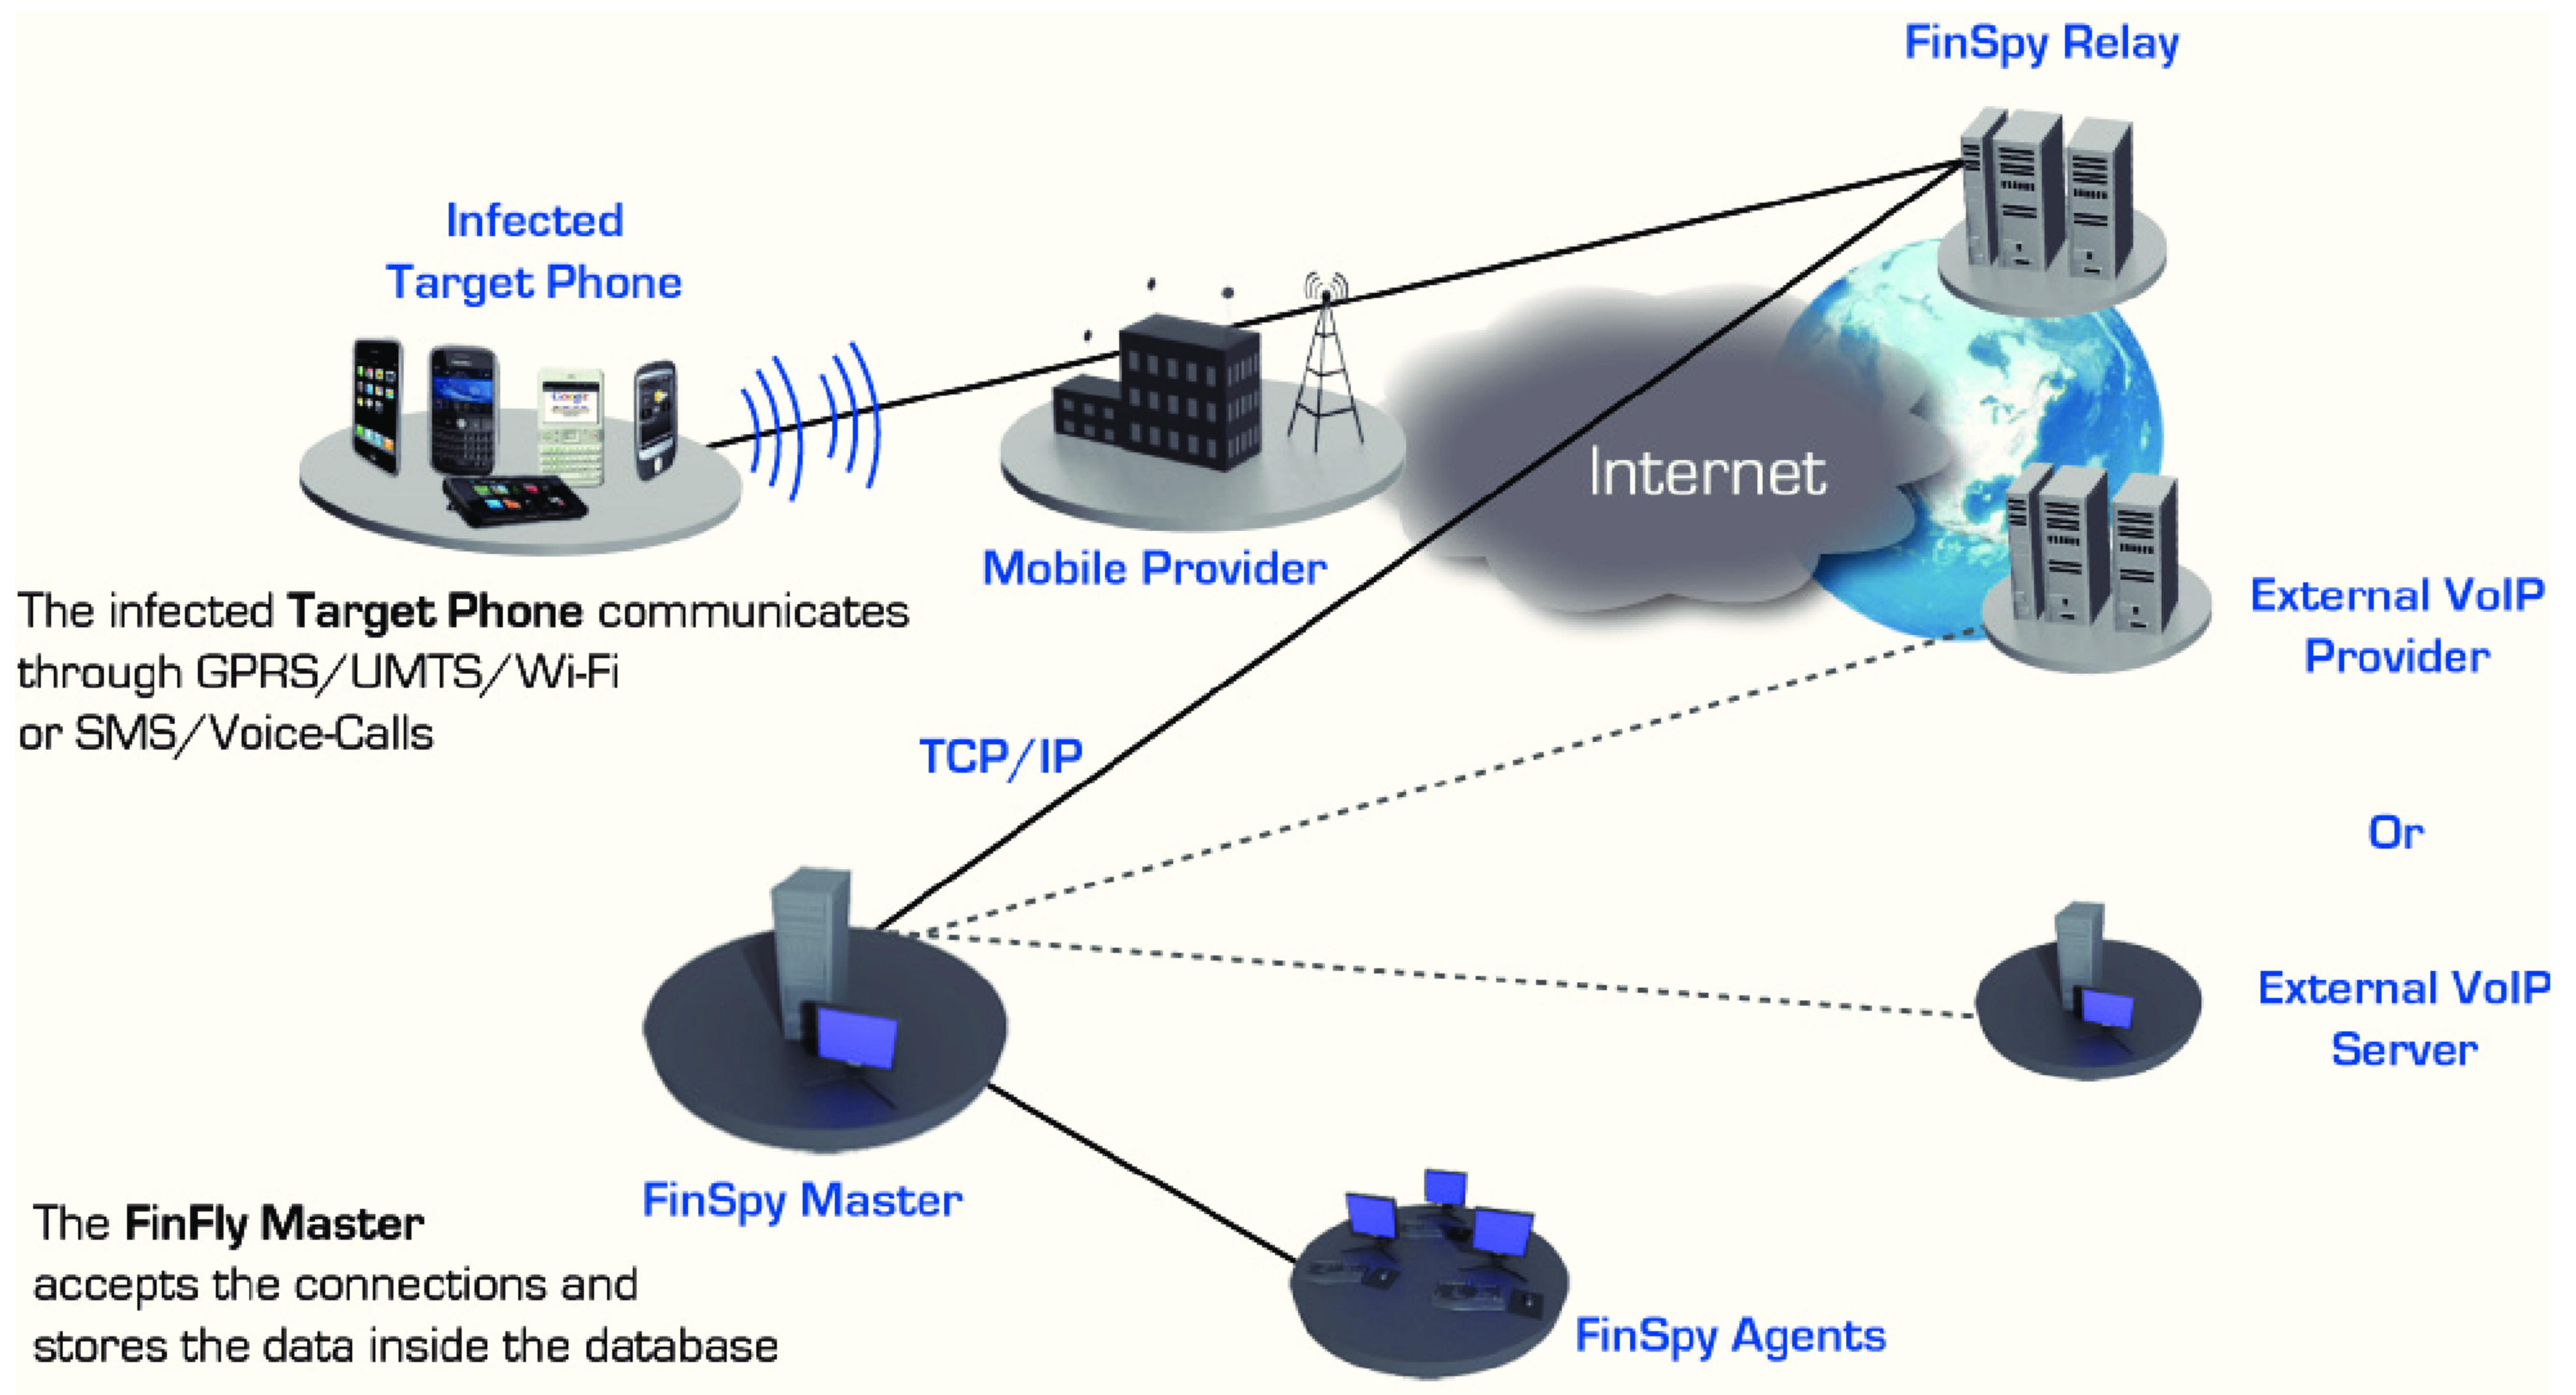 FinSpy Relay
Infected
Target Phone
Internet
Mobile Provider
External VoIP
Provider
The infected Target Phone communicates
through GPRS/UMTS/Wi-Fi
or SMS/Voice-Calls
TCP/IP
Or
External VoIP
Server
FinSpy Master
The FinFly Master
accepts the connections and
stores the data inside the database
FinSpy Agents